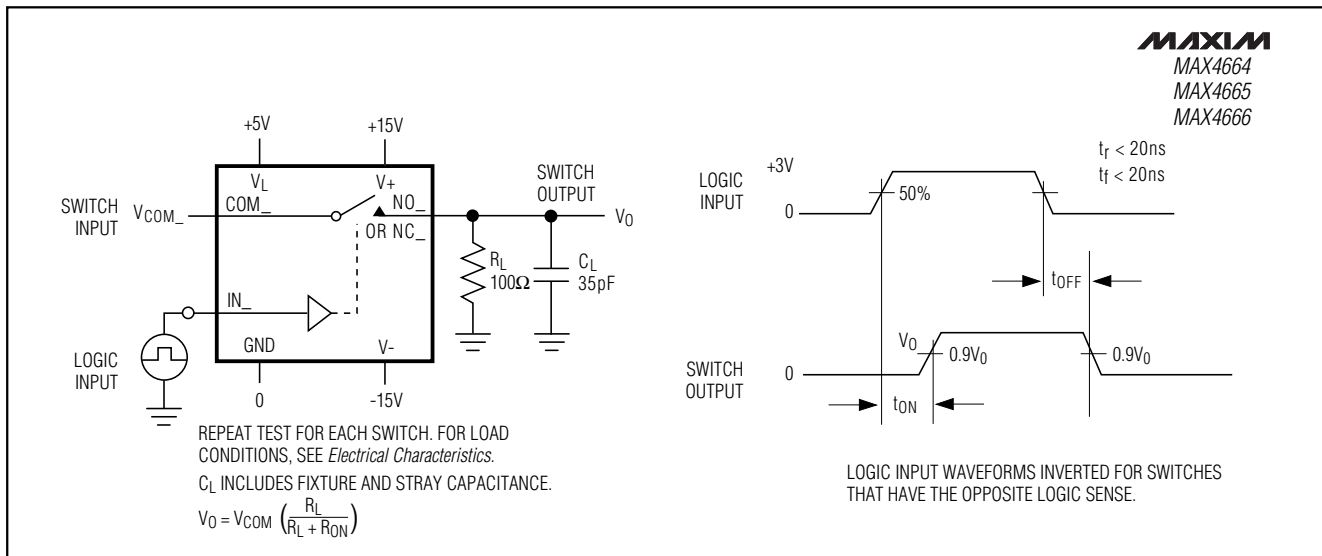 MAXIM
MAX4664
MAX4665
MAX4666
+5V
+15V
VL
V+
SWITCH
INPUT
VCOM_
COM_
NO_
OR NC_
SWITCH
OUTPUT
VO
RL
100Ω
CL
35pF
IN_
LOGIC
INPUT
GND
V-
0
-15V
REPEAT TEST FOR EACH SWITCH. FOR LOAD
CONDITIONS, SEE Electrical Characteristics.
CL INCLUDES FIXTURE AND STRAY CAPACITANCE.
VO = VCOM (RL / RL + RON)
tr < 20ns
tf < 20ns
LOGIC
INPUT
+3V
0
50%
tOFF
SWITCH
OUTPUT
VO
0
0.9V0
0.9V0
tON
LOGIC INPUT WAVEFORMS INVERTED FOR SWITCHES
THAT HAVE THE OPPOSITE LOGIC SENSE.